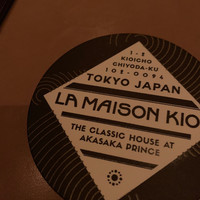 1-2
KIOICHO
CHIYODA-KU
102-0094
TOKYO JAPAN
LA MAISON KIO
THE CLASSIC HOUSE AT
AKASAKA PRINCE